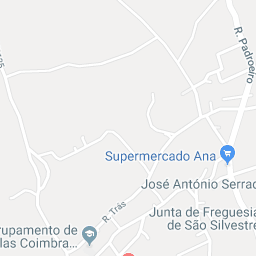 R. Padroeiro
Supermercado Ana
José António Serrad
R. Trás
Junta de Freguesia
de São Silvestre
rupamento de
las Coimbra...